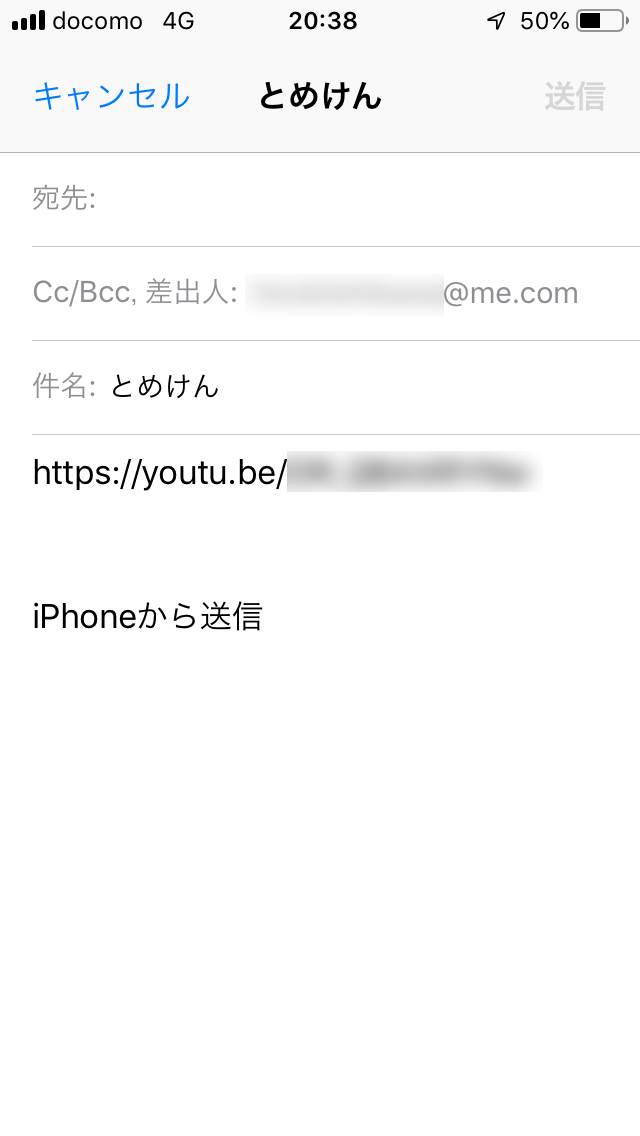 docomo 4G 20:38 50%
キャンセル とめけん 送信
宛先:
Cc/Bcc, 差出人: @me.com
件名: とめけん
https://youtu.be/
iPhoneから送信